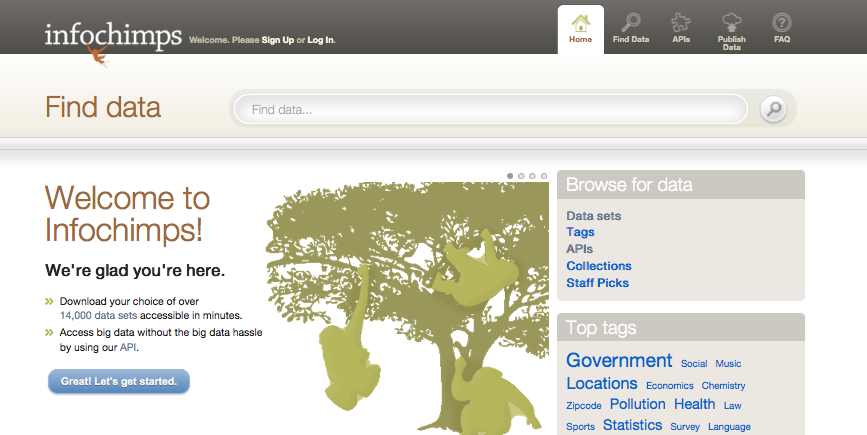 infochimps
Welcome. Please Sign Up or Log In.
Home
Find Data
APIs
Publish
Data
FAQ
Find data
Find data...
Welcome to
Infochimps!
We're glad you're here.
Download your choice of over
14,000 data sets accessible in minutes.
Access big data without the big data hassle
by using our API.
Great! Let's get started.
Browse for data
Data sets
Tags
APIs
Collections
Staff Picks
Top tags
Government Social Music
Locations Economics Chemistry
Zipcode Pollution Health Law
Sports Statistics Survey Language